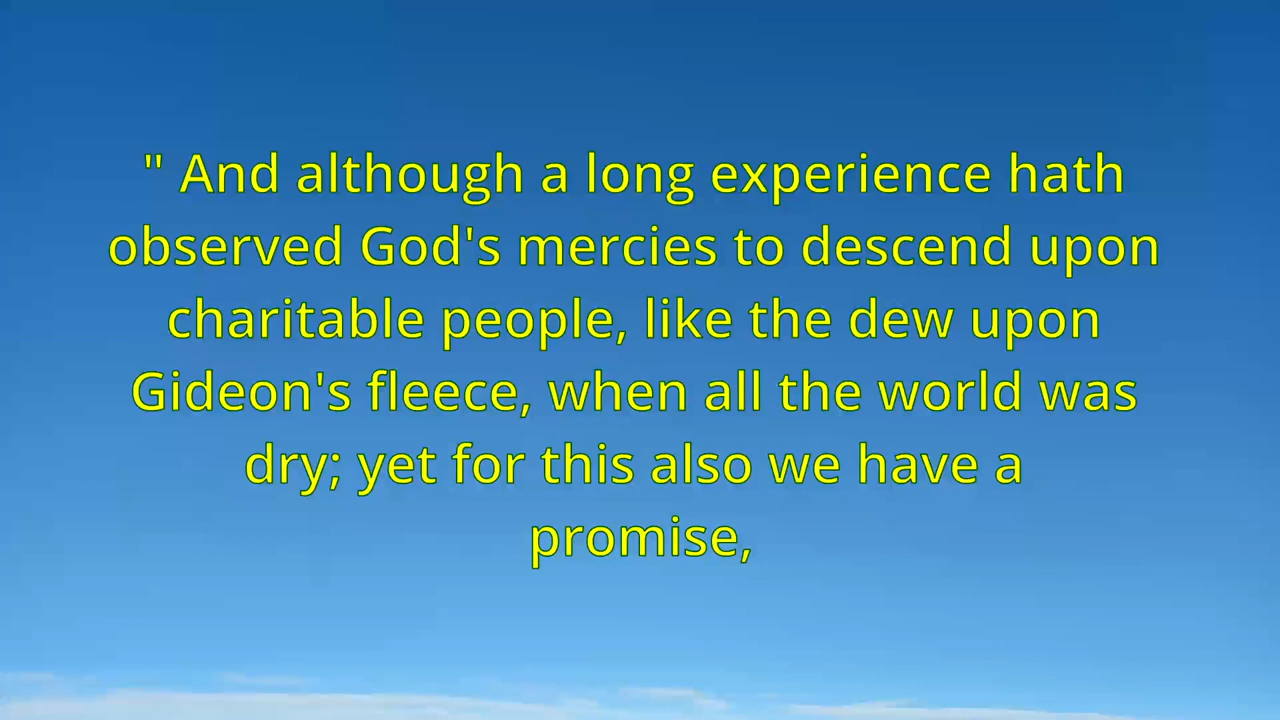 " And although a long experience hath
observed God's mercies to descend upon
charitable people, like the dew upon
Gideon's fleece, when all the world was
dry; yet for this also we have a
promise,